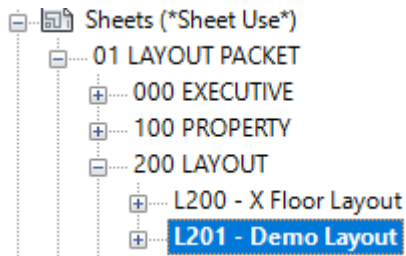 Sheets (*Sheet Use*)
01 LAYOUT PACKET
000 EXECUTIVE
100 PROPERTY
200 LAYOUT
L200 - X Floor Layout
L201 - Demo Layout